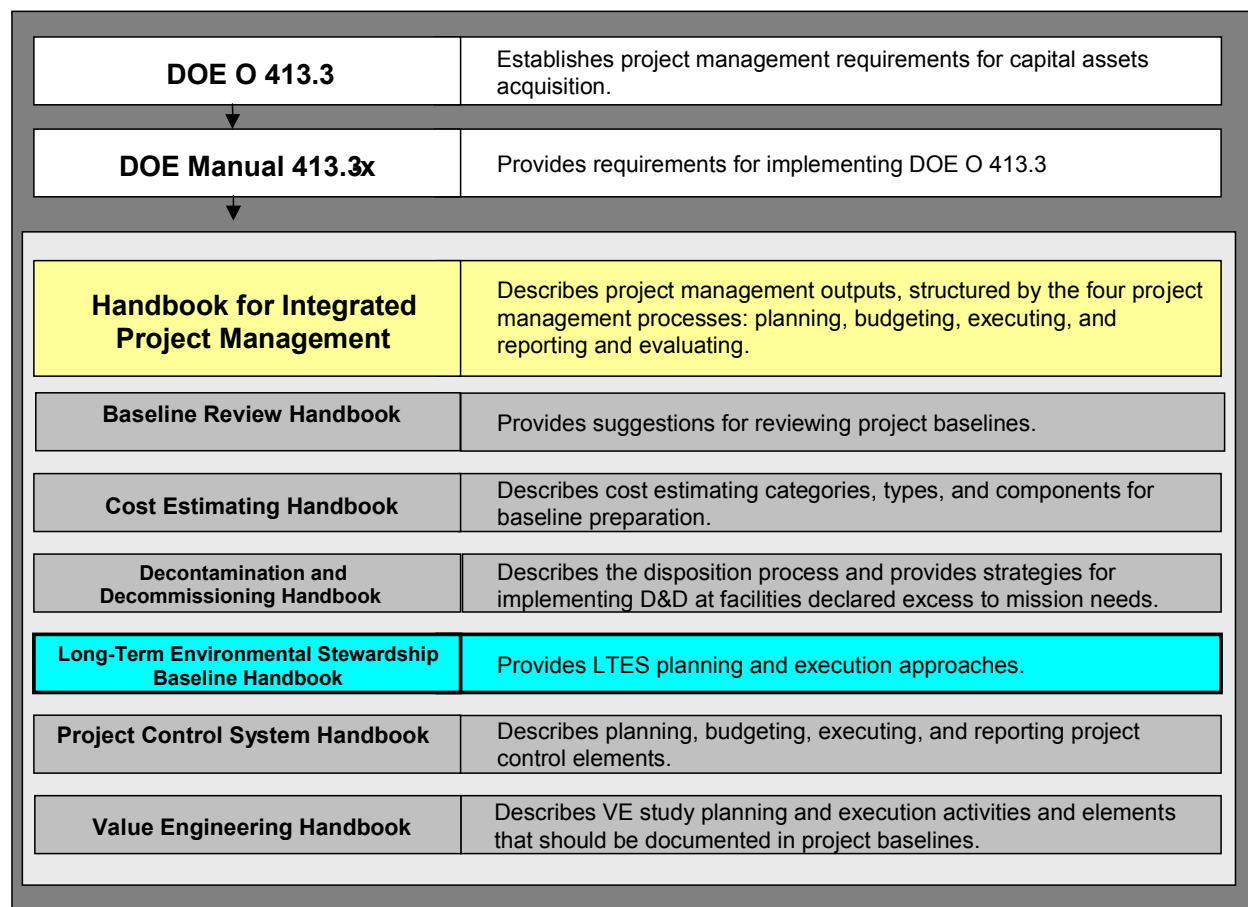 DOE O 413.3
Establishes project management requirements for capital assets
acquisition.
DOE Manual 413.3x
Provides requirements for implementing DOE O 413.3
Handbook for Integrated
Project Management
Describes project management outputs, structured by the four project
management processes: planning, budgeting, executing, and
reporting and evaluating.
Baseline Review Handbook
Provides suggestions for reviewing project baselines.
Cost Estimating Handbook
Describes cost estimating categories, types, and components for
baseline preparation.
Decontamination and
Decommissioning Handbook
Describes the disposition process and provides strategies for
implementing D&D at facilities declared excess to mission needs.
Long-Term Environmental Stewardship
Baseline Handbook
Provides LTES planning and execution approaches.
Project Control System Handbook
Describes planning, budgeting, executing, and reporting project
control elements.
Value Engineering Handbook
Describes VE study planning and execution activities and elements
that should be documented in project baselines.